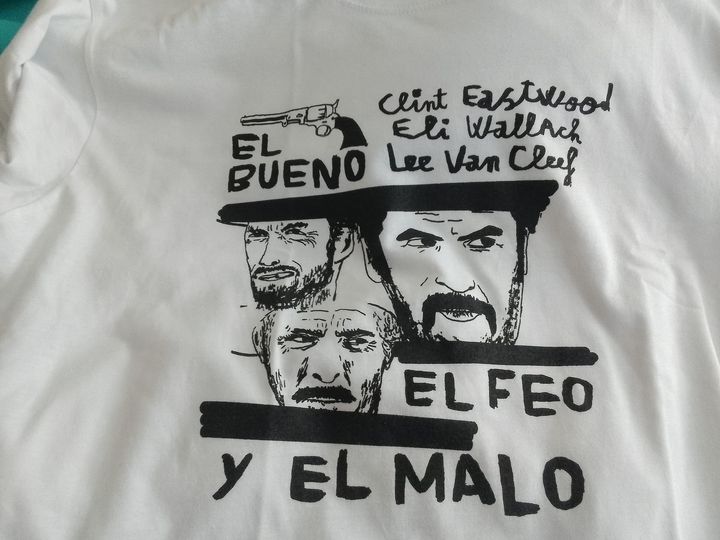 Clint Eastwood
Eli Wallach
Lee Van Cleef
EL
BUENO
EL FEO
Y EL MALO